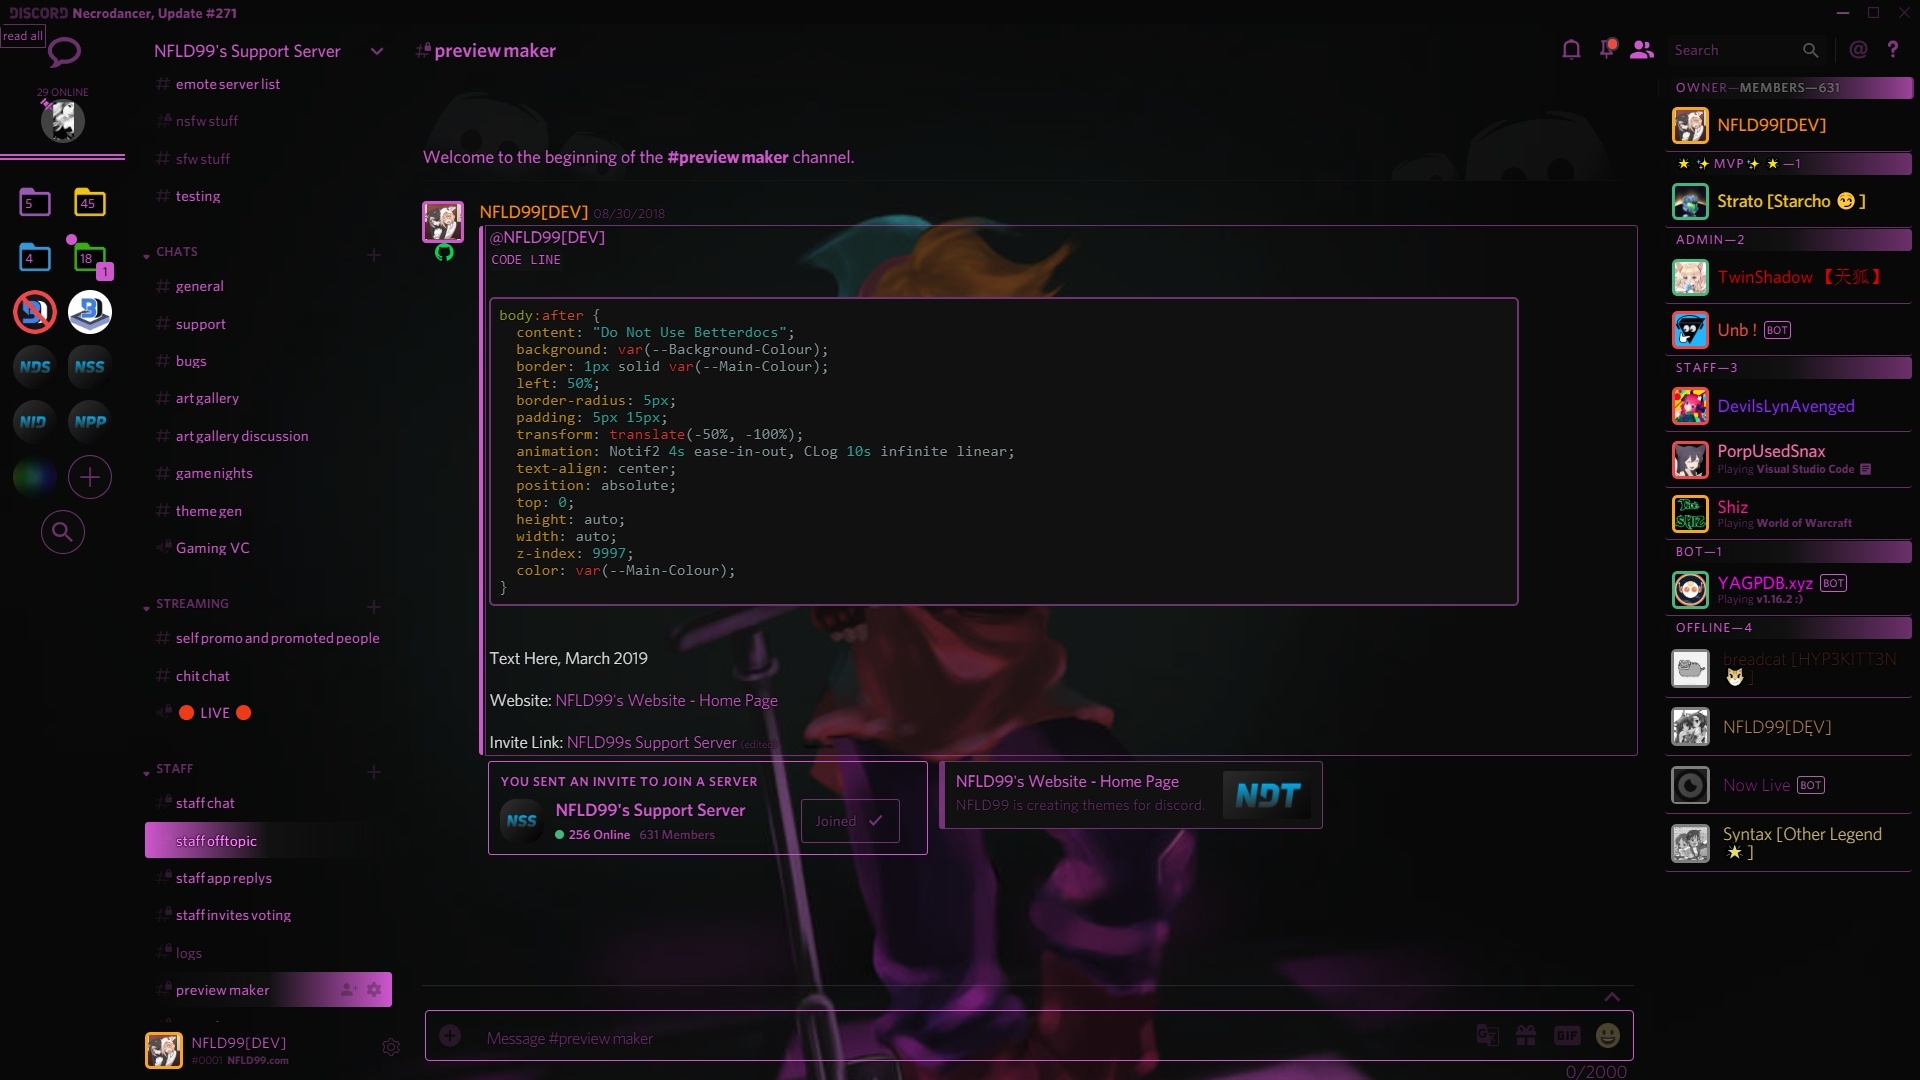 DISCORD Necrodancer, Update #271
read all
29 ONLINE
5
45
4
18
1
NDS
NSS
NID
NPP
NFLD99's Support Server
emote server list
nsfw stuff
sfw stuff
testing
CHATS
general
support
bugs
art gallery
art gallery discussion
game nights
theme gen
Gaming VC
STREAMING
self promo and promoted people
chit chat
LIVE
STAFF
staff chat
staff offtopic
staff app replys
staff invites voting
logs
preview maker
NFLD99[DEV]
#0001 NFLD99.com
preview maker
Search
Welcome to the beginning of the #preview maker channel.
NFLD99[DEV] 08/30/2018
@NFLD99[DEV]
CODE LINE
body:after {
content: "Do Not Use Betterdocs";
background: var(--Background-Colour);
border: 1px solid var(--Main-Colour);
left: 50%;
border-radius: 5px;
padding: 5px 15px;
transform: translate(-50%, -100%);
animation: Notif2 4s ease-in-out, CLog 10s infinite linear;
text-align: center;
position: absolute;
top: 0;
height: auto;
width: auto;
z-index: 9997;
color: var(--Main-Colour);
}
Text Here, March 2019
Website: NFLD99's Website - Home Page
Invite Link: NFLD99s Support Server (edited)
YOU SENT AN INVITE TO JOIN A SERVER
NSS
NFLD99's Support Server
256 Online 631 Members
Joined
NFLD99's Website - Home Page
NFLD99 is creating themes for discord.
NDT
Message #preview maker
GIF
0/2000
OWNER—MEMBERS—631
NFLD99[DEV]
🌟 ✨ MVP ✨ 🌟 —1
Strato [Starcho 😏 ]
ADMIN—2
TwinShadow 【天狐】
Unb ! BOT
STAFF—3
DevilsLynAvenged
PorpUsedSnax
Playing Visual Studio Code
Shiz
Playing World of Warcraft
BOT—1
YAGPDB.xyz BOT
Playing v1.16.2 :)
OFFLINE—4
breadcat [HYP3KITT3N
🐱 ]
NFLD99[DEV]
Now Live BOT
Syntax [Other Legend
🌟 ]